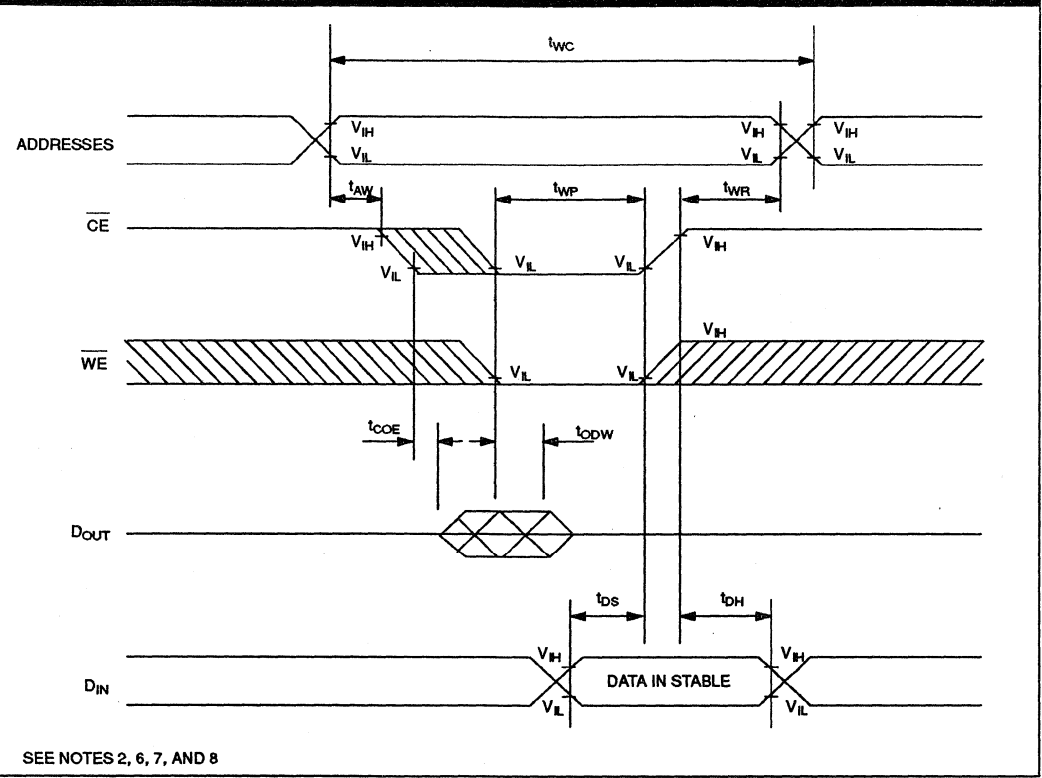 tWC
ADDRESSES
VIH
VIL
VIH
VIL
VIH
VIL
tAW
tWP
tWR
CE
VIH
VIL
VIL
VIL
VIH
WE
VIL
VIL
VIH
tCOE
tODW
DOUT
tDS
tDH
DIN
VIH
VIL
DATA IN STABLE
VIH
VIL
SEE NOTES 2, 6, 7, AND 8